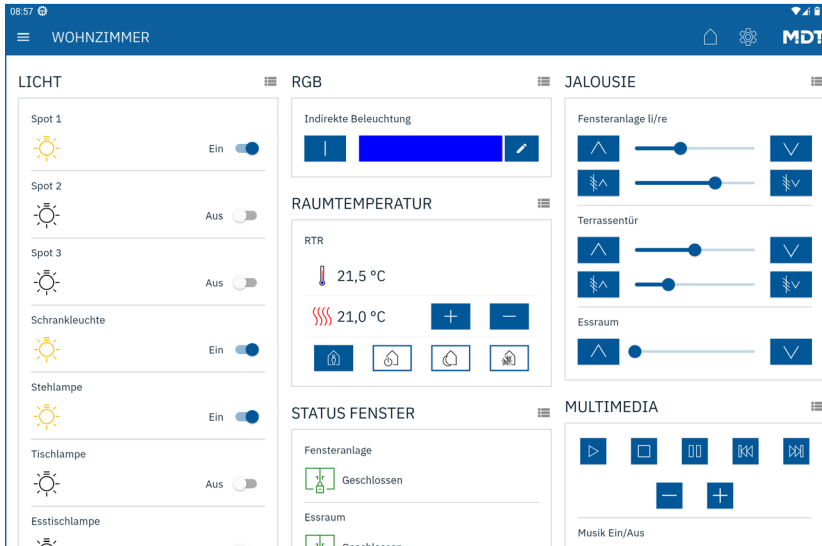 08:57
WOHNZIMMER
MDT
LICHT
Spot 1
Ein
Spot 2
Aus
Spot 3
Aus
Schrankleuchte
Ein
Stehlampe
Ein
Tischlampe
Aus
Esstischlampe
RGB
Indirekte Beleuchtung
RAUMTEMPERATUR
RTR
21,5 °C
21,0 °C
STATUS FENSTER
Fensteranlage
Geschlossen
Essraum
Geschlossen
JALOUSIE
Fensteranlage li/re
Terrassentür
Essraum
MULTIMEDIA
Musik Ein/Aus